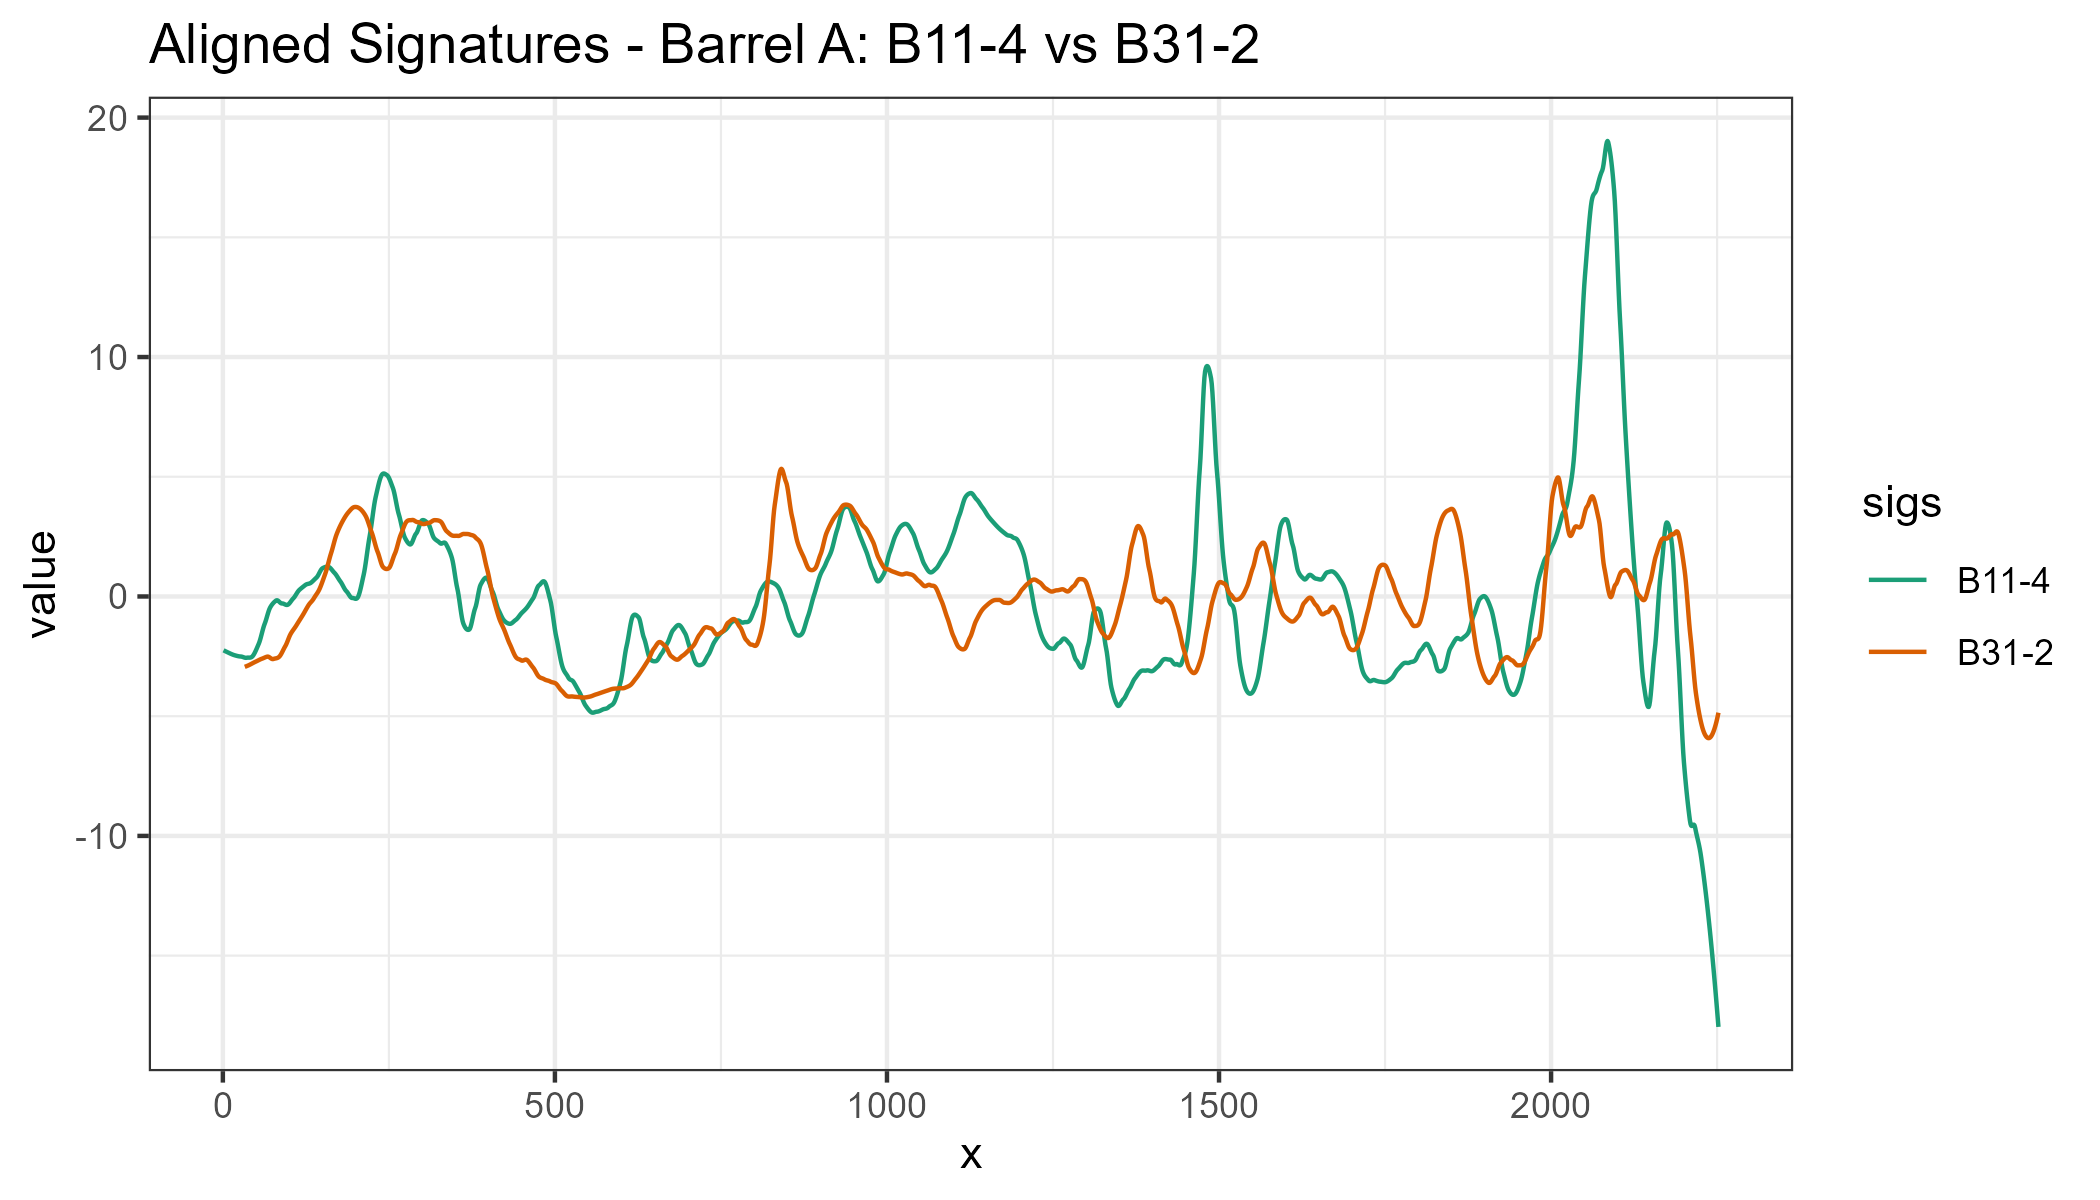 Aligned Signatures - Barrel A: B11-4 vs B31-2
value
20
10
0
-10
0 500 1000 1500 2000
x
sigs
B11-4
B31-2